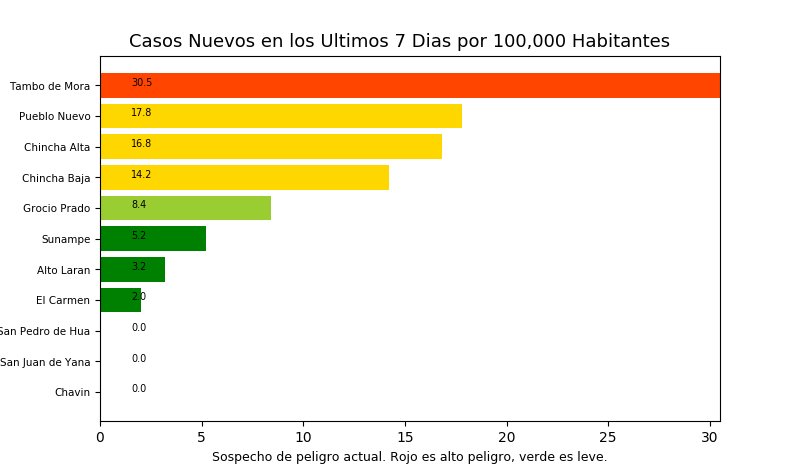 Casos Nuevos en los Ultimos 7 Dias por 100,000 Habitantes
Tambo de Mora 30.5
Pueblo Nuevo 17.8
Chincha Alta 16.8
Chincha Baja 14.2
Grocio Prado 8.4
Sunampe 5.2
Alto Laran 3.2
El Carmen 2.0
San Pedro de Hua 0.0
San Juan de Yana 0.0
Chavin 0.0
0 5 10 15 20 25 30
Sospecho de peligro actual. Rojo es alto peligro, verde es leve.